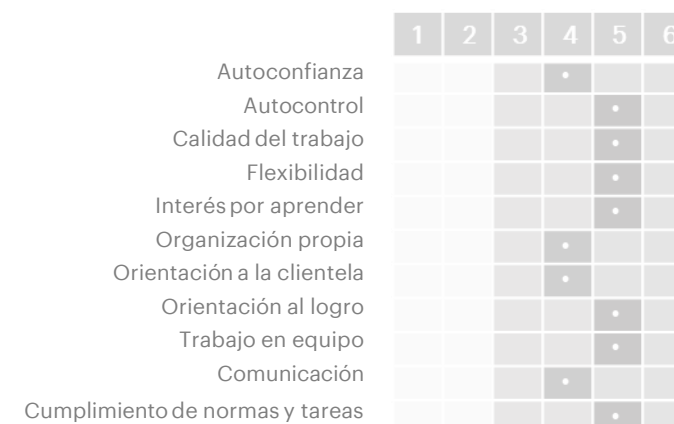 1 2 3 4 5 6
Autoconfianza
Autocontrol
Calidad del trabajo
Flexibilidad
Interés por aprender
Organización propia
Orientación a la clientela
Orientación al logro
Trabajo en equipo
Comunicación
Cumplimiento de normas y tareas